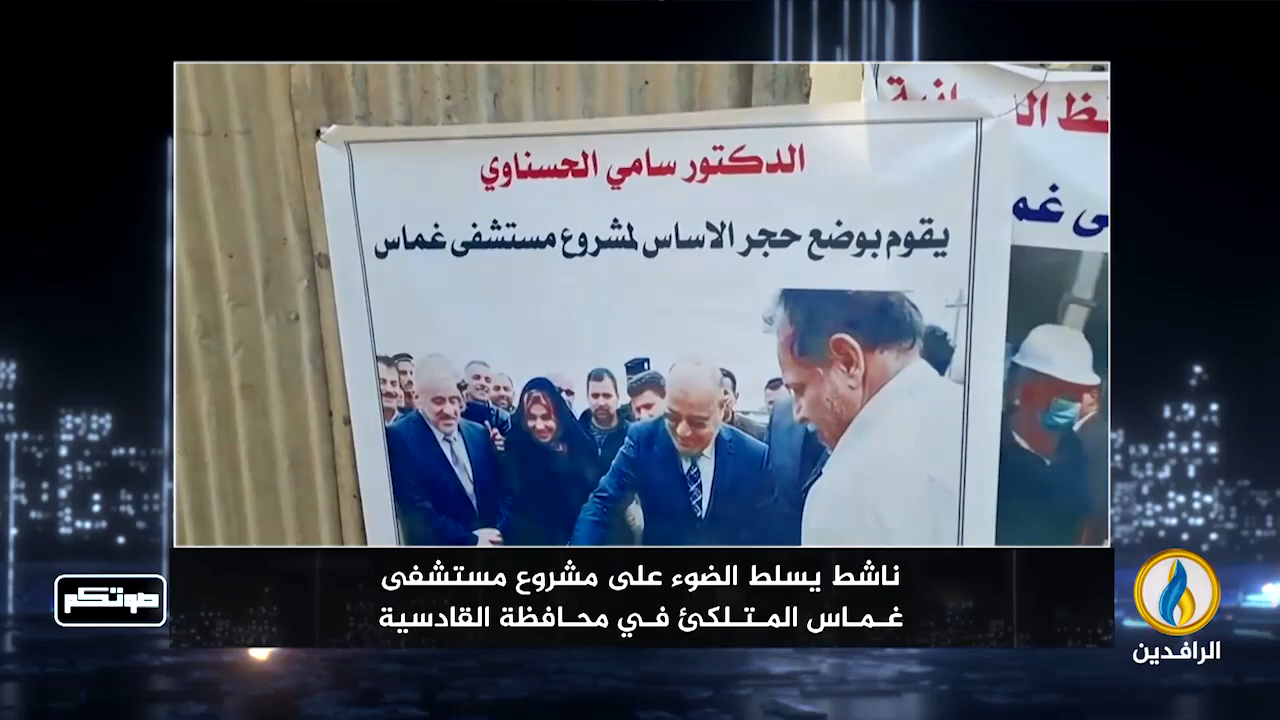 الدكتور سامي الحسناوي
يقوم بوضع حجر الاساس لمشروع مستشفى غماس
ناشط يسلط الضوء على مشروع مستشفى
غماس المتلكئ في محافظة القادسية
صوتكم
الرافدين